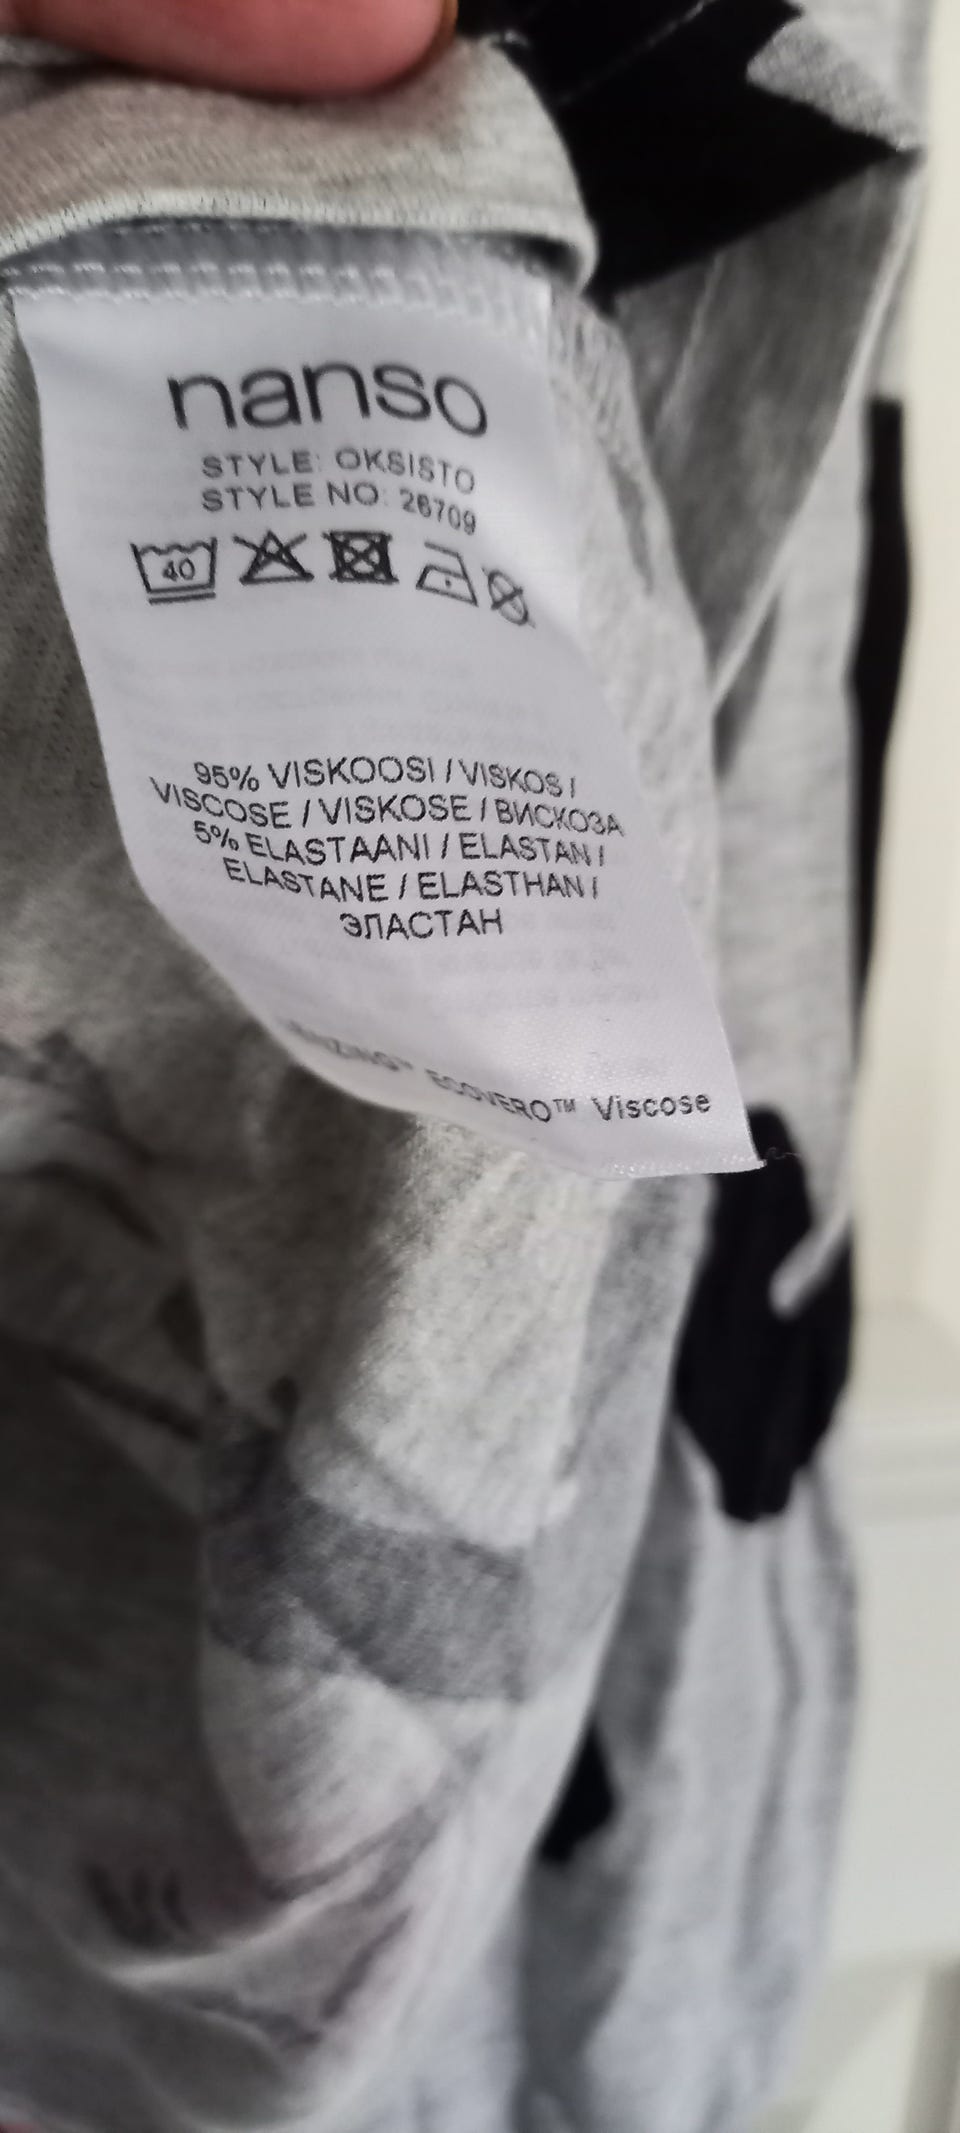 nanso
STYLE: OKSISTO
STYLE NO: 26709
40
95% VISKOOSI / VISKOS /
VISCOSE / VISKOSE / ВИСКОЗА
5% ELASTAANI / ELASTAN /
ELASTANE / ELASTHAN /
ЭЛАСТАН
ECOVERO™ Viscose